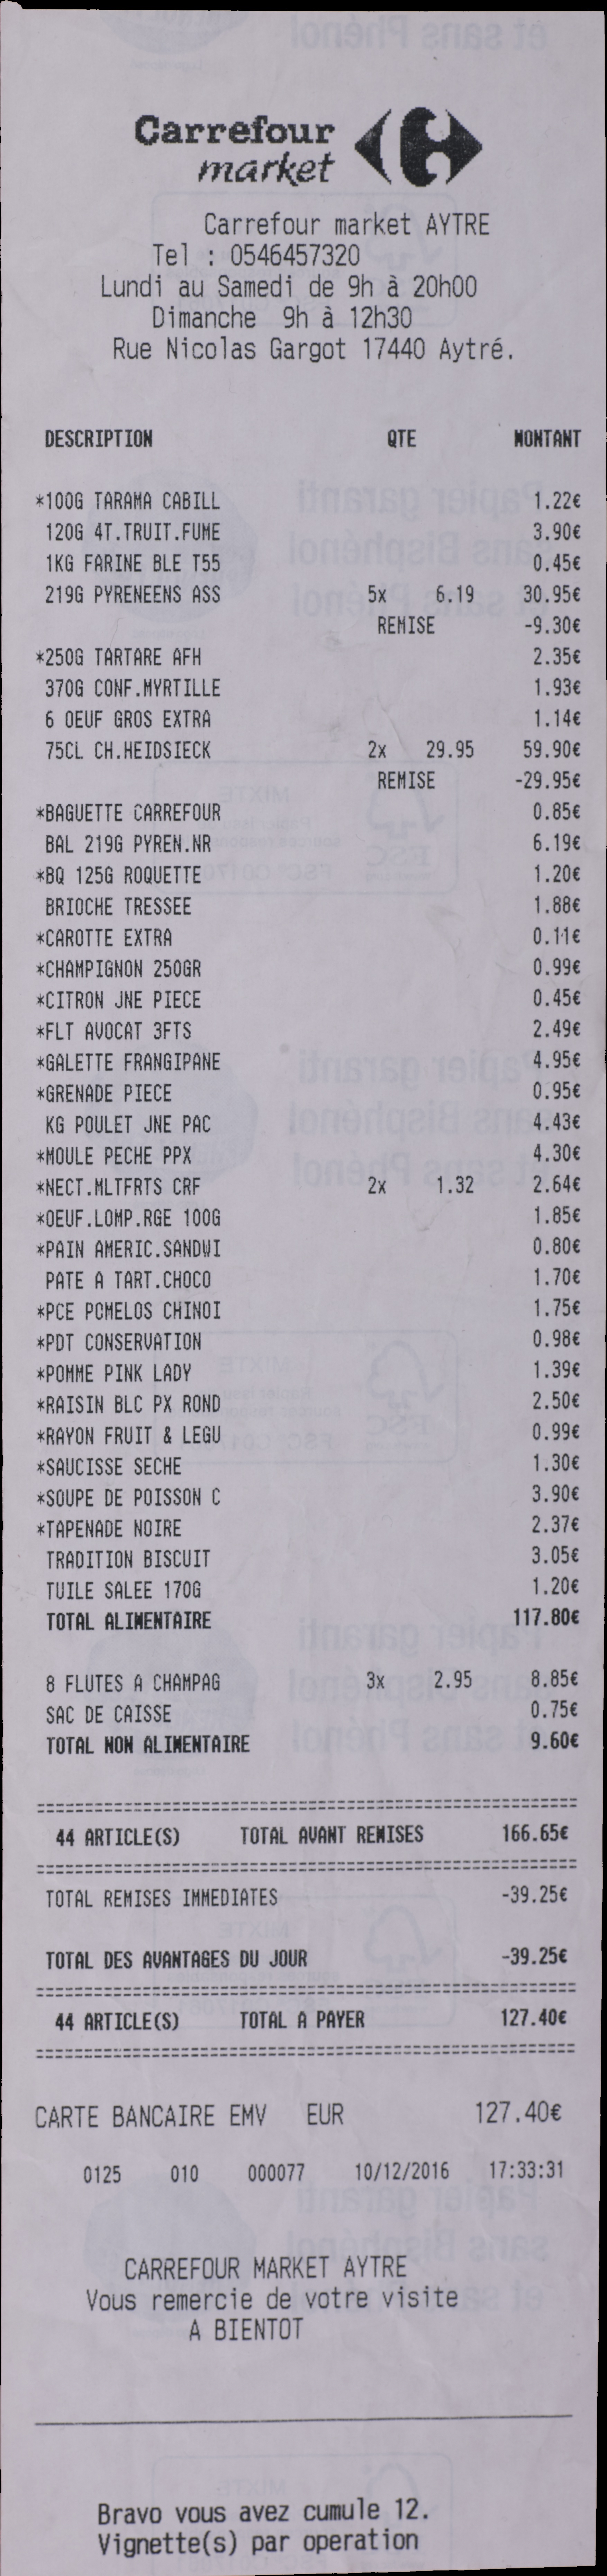 Carrefour
market
Carrefour market AYTRE
Tel : 0546457320
Lundi au Samedi de 9h à 20h00
Dimanche 9h à 12h30
Rue Nicolas Gargot 17440 Aytré.
DESCRIPTION QTE MONTANT
*100G TARAMA CABILL 1.22€
120G 4T.TRUIT.FUME 3.90€
1KG FARINE BLE T55 0.45€
219G PYRENEENS ASS 5x 6.19 30.95€
REMISE -9.30€
*250G TARTARE AFH 2.35€
370G CONF.MYRTILLE 1.93€
6 OEUF GROS EXTRA 1.14€
75CL CH.HEIDSIECK 2x 29.95 59.90€
REMISE -29.95€
*BAGUETTE CARREFOUR 0.85€
BAL 219G PYREN.NR 6.19€
*BQ 125G ROQUETTE 1.20€
BRIOCHE TRESSEE 1.88€
*CAROTTE EXTRA 0.11€
*CHAMPIGNON 250GR 0.99€
*CITRON JNE PIECE 0.45€
*FLT AVOCAT 3FTS 2.49€
*GALETTE FRANGIPANE 4.95€
*GRENADE PIECE 0.95€
KG POULET JNE PAC 4.43€
*MOULE PECHE PPX 4.30€
*NECT.MLTFRTS CRF 2x 1.32 2.64€
*OEUF.LOMP.RGE 100G 1.85€
*PAIN AMERIC.SANDWI 0.80€
PATE A TART.CHOCO 1.70€
*PCE POMELOS CHINOI 1.75€
*PDT CONSERVATION 0.98€
*POMME PINK LADY 1.39€
*RAISIN BLC PX ROND 2.50€
*RAYON FRUIT & LEGU 0.99€
*SAUCISSE SECHE 1.30€
*SOUPE DE POISSON C 3.90€
*TAPENADE NOIRE 2.37€
TRADITION BISCUIT 3.05€
TUILE SALEE 170G 1.20€
TOTAL ALIMENTAIRE 117.80€
8 FLUTES A CHAMPAG 3x 2.95 8.85€
SAC DE CAISSE 0.75€
TOTAL NON ALIMENTAIRE 9.60€
44 ARTICLE(S) TOTAL AVANT REMISES 166.65€
TOTAL REMISES IMMEDIATES -39.25€
TOTAL DES AVANTAGES DU JOUR -39.25€
44 ARTICLE(S) TOTAL A PAYER 127.40€
CARTE BANCAIRE EMV EUR 127.40€
0125 010 000077 10/12/2016 17:33:31
CARREFOUR MARKET AYTRE
Vous remercie de votre visite
A BIENTOT
Bravo vous avez cumule 12.
Vignette(s) par operation